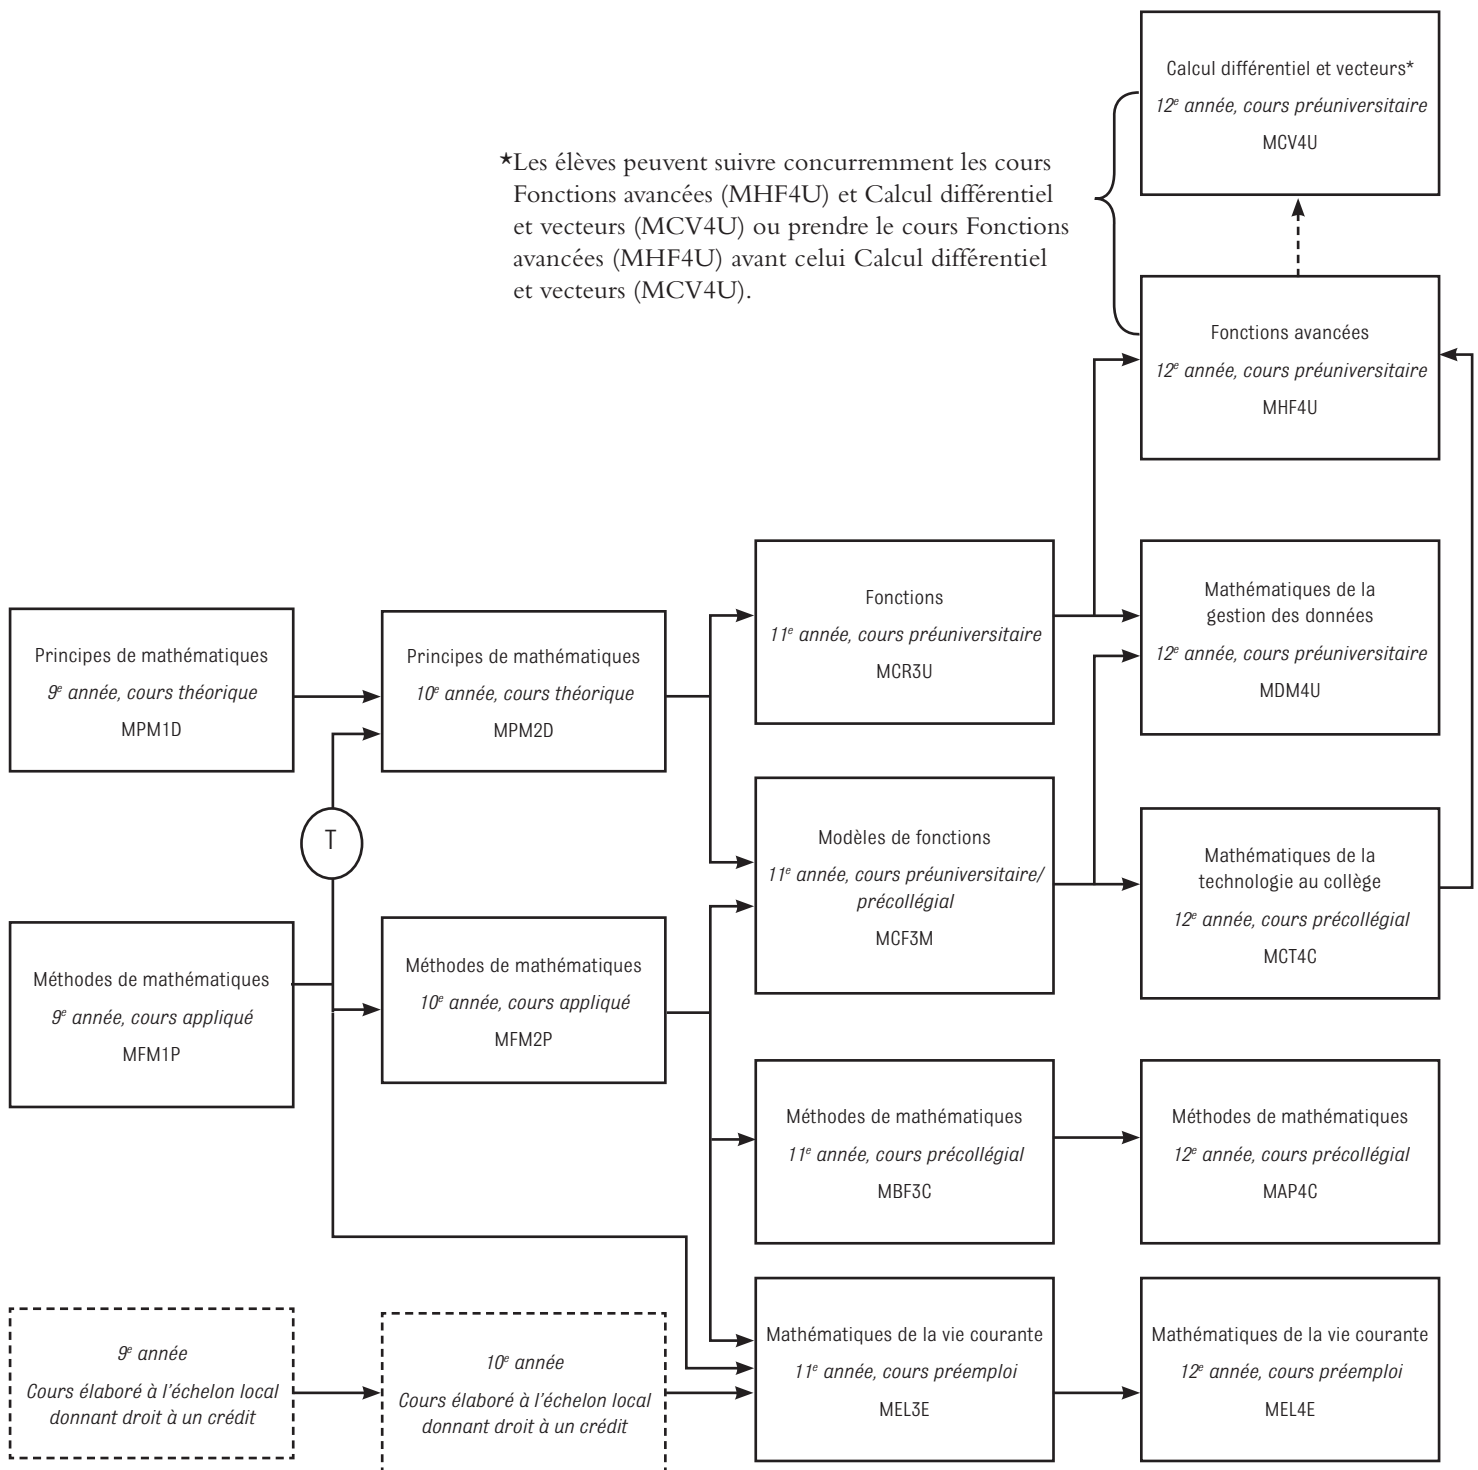 Calcul différentiel et vecteurs*
12e année, cours préuniversitaire
MCV4U
*Les élèves peuvent suivre concurremment les cours
Fonctions avancées (MHF4U) et Calcul différentiel
et vecteurs (MCV4U) ou prendre le cours Fonctions
avancées (MHF4U) avant celui Calcul différentiel
et vecteurs (MCV4U).
Fonctions avancées
12e année, cours préuniversitaire
MHF4U
Principes de mathématiques
9e année, cours théorique
MPM1D
Principes de mathématiques
10e année, cours théorique
MPM2D
Fonctions
11e année, cours préuniversitaire
MCR3U
Mathématiques de la
gestion des données
12e année, cours préuniversitaire
MDM4U
T
Modèles de fonctions
11e année, cours préuniversitaire/
précollégial
MCF3M
Mathématiques de la
technologie au collège
12e année, cours précollégial
MCT4C
Méthodes de mathématiques
9e année, cours appliqué
MFM1P
Méthodes de mathématiques
10e année, cours appliqué
MFM2P
Méthodes de mathématiques
11e année, cours précollégial
MBF3C
Méthodes de mathématiques
12e année, cours précollégial
MAP4C
9e année
Cours élaboré à l'échelon local
donnant droit à un crédit
10e année
Cours élaboré à l'échelon local
donnant droit à un crédit
Mathématiques de la vie courante
11e année, cours préemploi
MEL3E
Mathématiques de la vie courante
12e année, cours préemploi
MEL4E